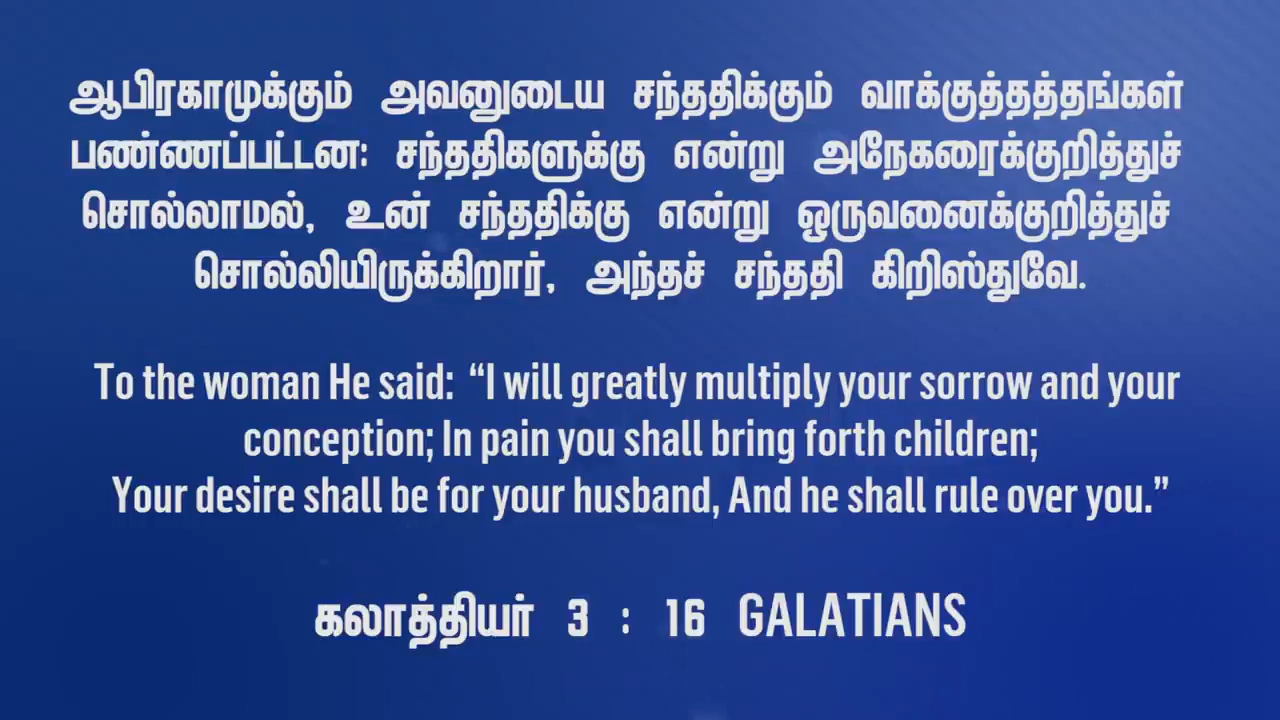 ஆபிரகாமுக்கும் அவனுடைய சந்ததிக்கும் வாக்குத்தத்தங்கள்
பண்ணப்பட்டன: சந்ததிகளுக்கு என்று அநேகரைக்குறித்துச்
சொல்லாமல், உன் சந்ததிக்கு என்று ஒருவனைக்குறித்துச்
சொல்லியிருக்கிறார், அந்தச் சந்ததி கிறிஸ்துவே.
To the woman He said: “I will greatly multiply your sorrow and your
conception; In pain you shall bring forth children;
Your desire shall be for your husband, And he shall rule over you.”
கலாத்தியர் 3 : 16 GALATIANS